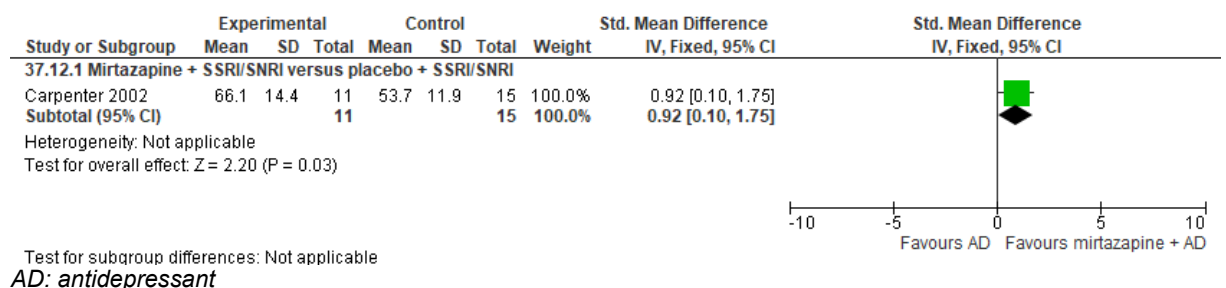 Experimental Control Std. Mean Difference Std. Mean Difference
Study or Subgroup Mean SD Total Mean SD Total Weight IV, Fixed, 95% CI IV, Fixed, 95% CI
37.12.1 Mirtazapine + SSRI/SNRI versus placebo + SSRI/SNRI
Carpenter 2002 66.1 14.4 11 53.7 11.9 15 100.0% 0.92 [0.10, 1.75]
Subtotal (95% CI) 11 15 100.0% 0.92 [0.10, 1.75]
Heterogeneity: Not applicable
Test for overall effect: Z = 2.20 (P = 0.03)
-10 -5 0 5 10
Favours AD Favours mirtazapine + AD
Test for subgroup differences: Not applicable
AD: antidepressant